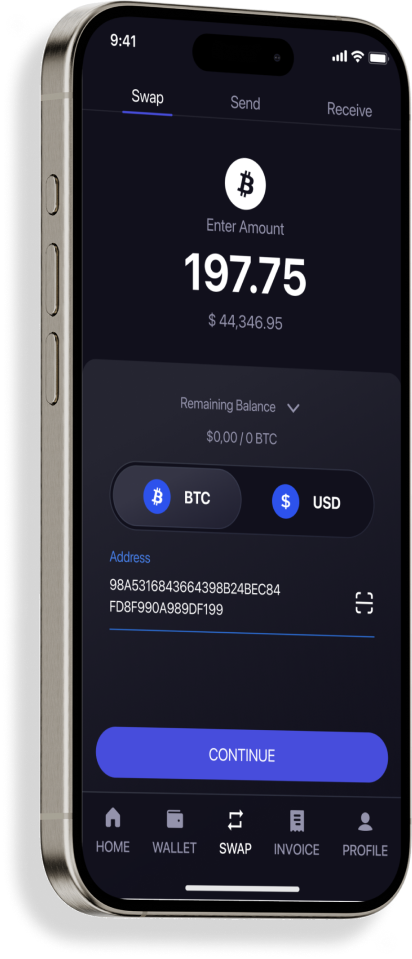 9:41
Swap Send Receive
Enter Amount
197.75
$ 44,346.95
Remaining Balance
$0,00 / 0 BTC
BTC $ USD
Address
98A5316843664398B24BEC84
FD8F990A989DF199
CONTINUE
HOME WALLET SWAP INVOICE PROFILE